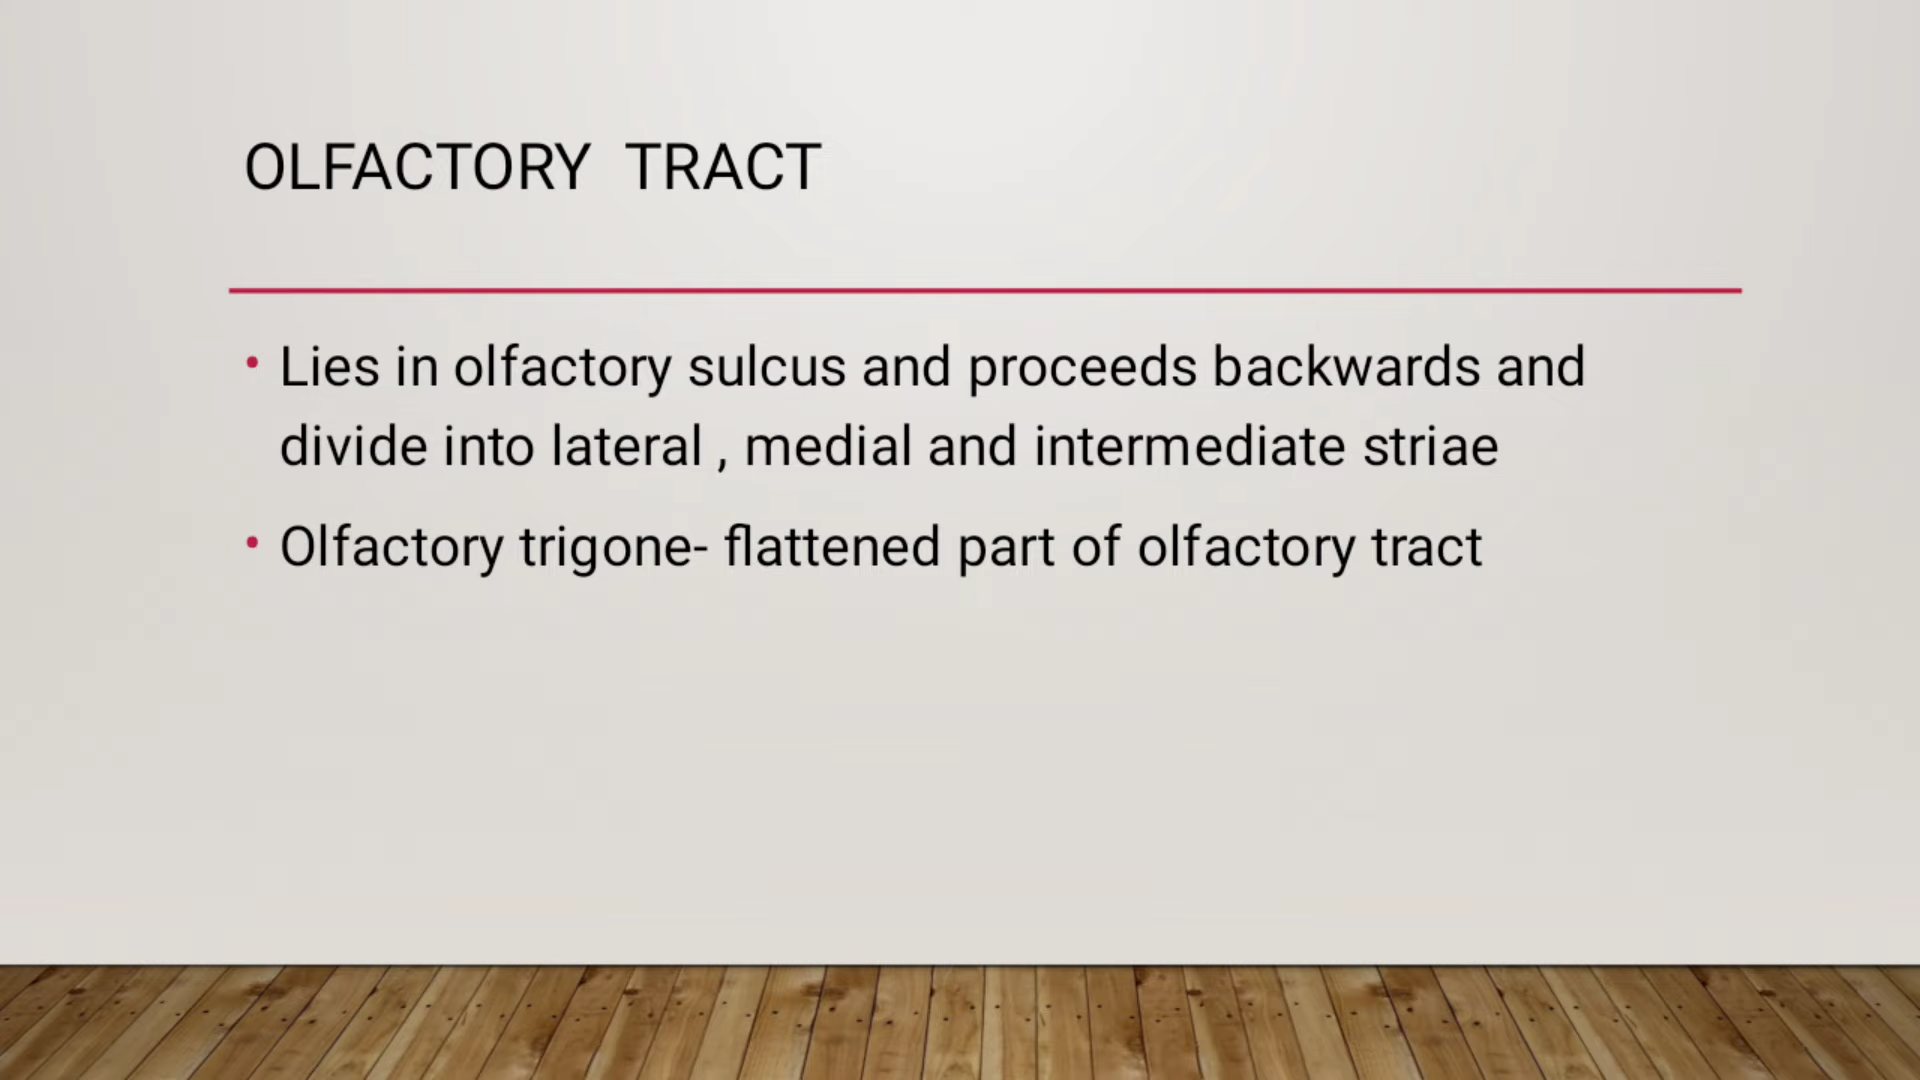 OLFACTORY TRACT
• Lies in olfactory sulcus and proceeds backwards and
divide into lateral , medial and intermediate striae
• Olfactory trigone- flattened part of olfactory tract